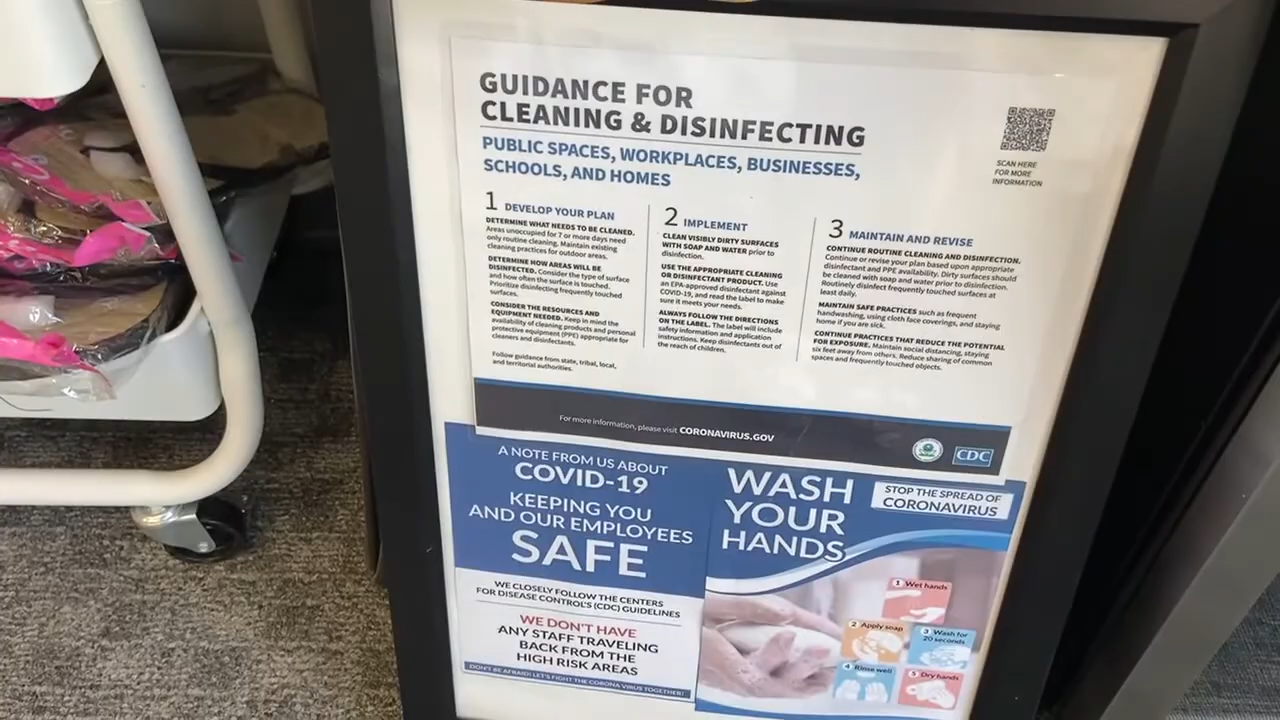 GUIDANCE FOR
CLEANING & DISINFECTING
PUBLIC SPACES, WORKPLACES, BUSINESSES,
SCHOOLS, AND HOMES
SCAN HERE
FOR MORE
INFORMATION
1 DEVELOP YOUR PLAN
DETERMINE WHAT NEEDS TO BE CLEANED.
Areas unoccupied for 7 or more days need
only routine cleaning. Maintain existing
cleaning practices for outdoor areas.
DETERMINE HOW AREAS WILL BE
DISINFECTED. Consider the type of surface
and how often the surface is touched.
Prioritize disinfecting frequently touched
surfaces.
CONSIDER THE RESOURCES AND
EQUIPMENT NEEDED. Keep in mind the
availability of cleaning products and personal
protective equipment (PPE) appropriate for
cleaners and disinfectants.
Follow guidance from state, tribal, local,
and territorial authorities.
2 IMPLEMENT
CLEAN VISIBLY DIRTY SURFACES
WITH SOAP AND WATER prior to
disinfection.
USE THE APPROPRIATE CLEANING
OR DISINFECTANT PRODUCT. Use
an EPA-approved disinfectant against
COVID-19, and read the label to make
sure it meets your needs.
ALWAYS FOLLOW THE DIRECTIONS
ON THE LABEL. The label will include
safety information and application
instructions. Keep disinfectants out of
the reach of children.
3 MAINTAIN AND REVISE
CONTINUE ROUTINE CLEANING AND DISINFECTION.
Continue or revise your plan based upon appropriate
disinfectant and PPE availability. Dirty surfaces should
be cleaned with soap and water prior to disinfection.
Routinely disinfect frequently touched surfaces at
least daily.
MAINTAIN SAFE PRACTICES such as frequent
handwashing, using cloth face coverings, and staying
home if you are sick.
CONTINUE PRACTICES THAT REDUCE THE POTENTIAL
FOR EXPOSURE. Maintain social distancing, staying
six feet away from others. Reduce sharing of common
spaces and frequently touched objects.
For more information, please visit CORONAVIRUS.GOV
CDC
A NOTE FROM US ABOUT
COVID-19
KEEPING YOU
AND OUR EMPLOYEES
SAFE
WE CLOSELY FOLLOW THE CENTERS
FOR DISEASE CONTROL'S (CDC) GUIDELINES
WE DON'T HAVE
ANY STAFF TRAVELING
BACK FROM THE
HIGH RISK AREAS
DON'T BE AFRAID! LET'S FIGHT THE CORONA VIRUS TOGETHER!
WASH
YOUR
HANDS
STOP THE SPREAD OF
CORONAVIRUS
1 Wet hands
2 Apply soap
3 Wash for
20 seconds
4 Rinse well
5 Dry hands